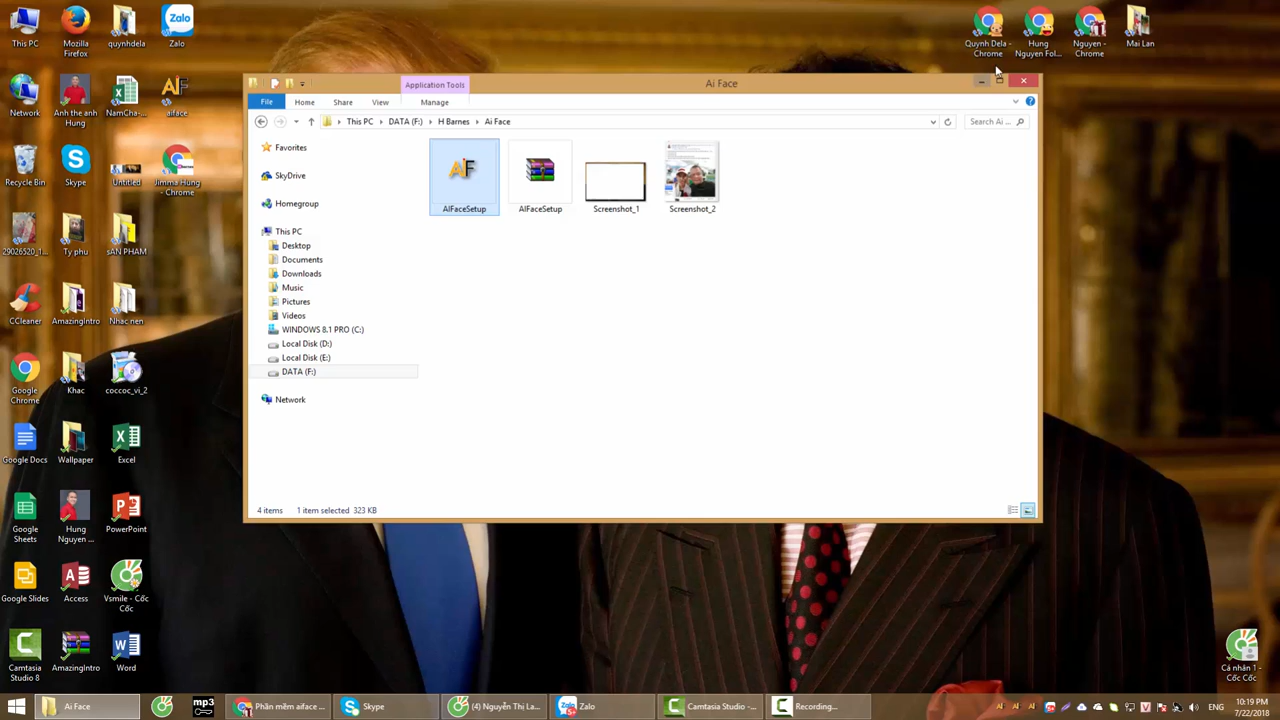 This PC
Mozilla
Firefox
quynhdela
Zalo
Zalo
Quynh Dela -
Chrome
Hung
Nguyen Fol...
Nguyen -
Chrome
Mai Lan
Network
Anh the anh
Hung
NamCha-...
AiF
aiface
Recycle Bin
Skype
Untitled
Jimma Hùng
- Chrome
29026520_1...
Ty phu
sAN PHAM
CCleaner
AmazingIntro
Nhac nen
Google
Chrome
Khac
coccoc_vi_2
Google Docs
Wallpaper
Excel
Google
Sheets
Hung
Nguyen ...
PowerPoint
Google Slides
Access
Vsmile - Cốc
Cốc
Camtasia
Studio 8
AmazingIntro
Word
Cá nhân 1 -
Cốc Cốc
Application Tools
Ai Face
File
Home
Share
View
Manage
This PC
DATA (F:)
H Barnes
Ai Face
Search Ai ...
Favorites
SkyDrive
Homegroup
This PC
Desktop
Documents
Downloads
Music
Pictures
Videos
WINDOWS 8.1 PRO (C:)
Local Disk (D:)
Local Disk (E:)
DATA (F:)
Network
AiF
AIFaceSetup
AIFaceSetup
Screenshot_1
Screenshot_2
4 items
1 item selected 323 KB
Ai Face
mp3
Phần mềm aiface ...
Skype
(4) Nguyễn Thị La...
Zalo
5+
Camtasia Studio -...
Recording...
ENG
10:19 PM
7/22/2018